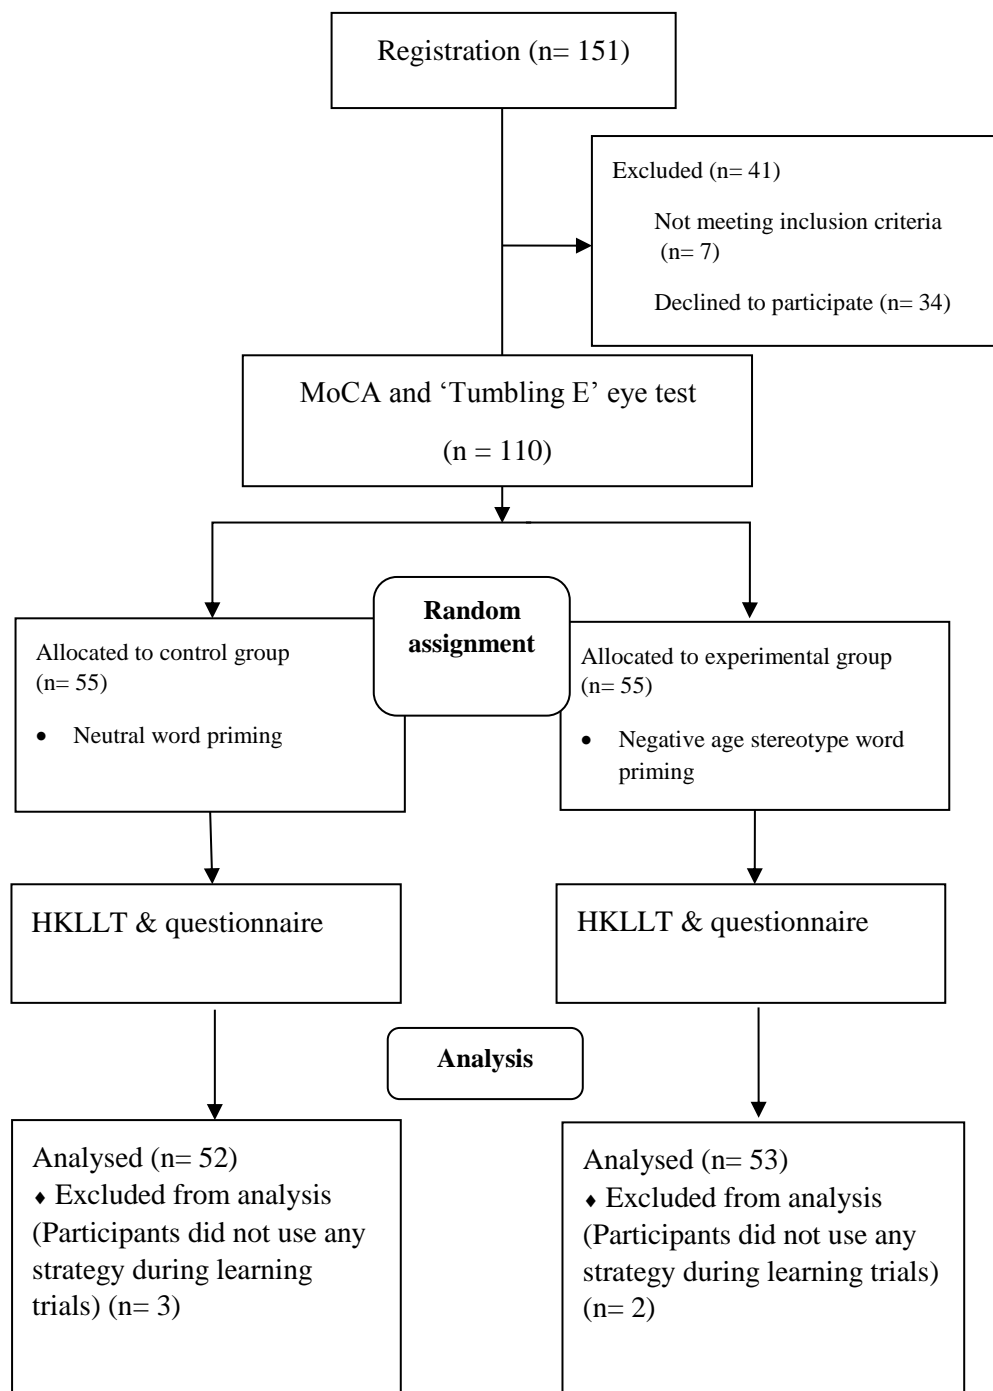 Registration (n= 151)
Excluded (n= 41)
Not meeting inclusion criteria
(n= 7)
Declined to participate (n= 34)
MoCA and ‘Tumbling E’ eye test
(n = 110)
Random
assignment
Allocated to control group
(n= 55)
• Neutral word priming
Allocated to experimental group
(n= 55)
• Negative age stereotype word
priming
HKLLT & questionnaire
HKLLT & questionnaire
Analysis
Analysed (n= 52)
♦ Excluded from analysis
(Participants did not use any
strategy during learning
trials) (n= 3)
Analysed (n= 53)
♦ Excluded from analysis
(Participants did not use any
strategy during learning trials)
(n= 2)